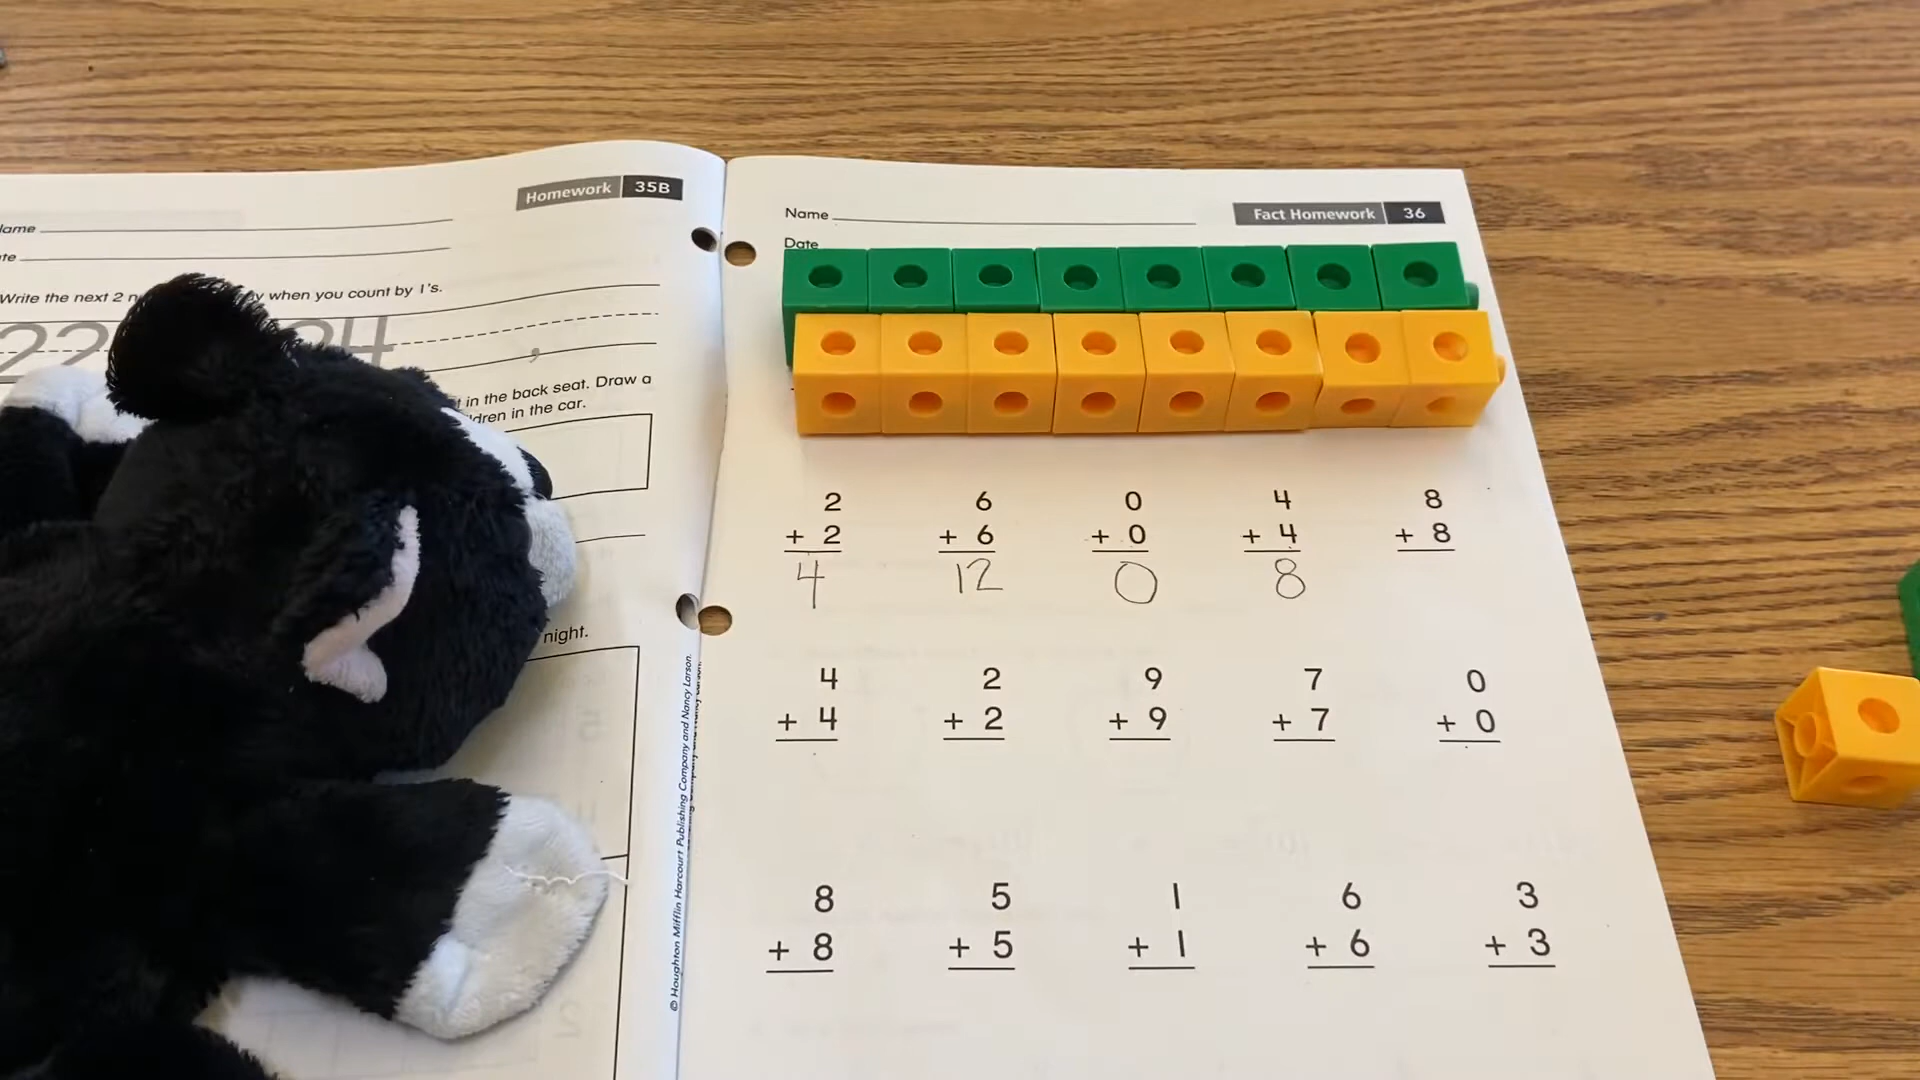 Homework 35B
Name
te
Write the next 2 n y when you count by 1's.
22 24
,
t in the back seat. Draw a
dren in the car.
night.
© Houghton Mifflin Harcourt Publishing Company and Nancy Larson.
Name
Fact Homework 36
Date
2 6 0 4 8
+ 2 + 6 + 0 + 4 + 8
4 12 0 8
4 2 9 7 0
+ 4 + 2 + 9 + 7 + 0
8 5 1 6 3
+ 8 + 5 + 1 + 6 + 3